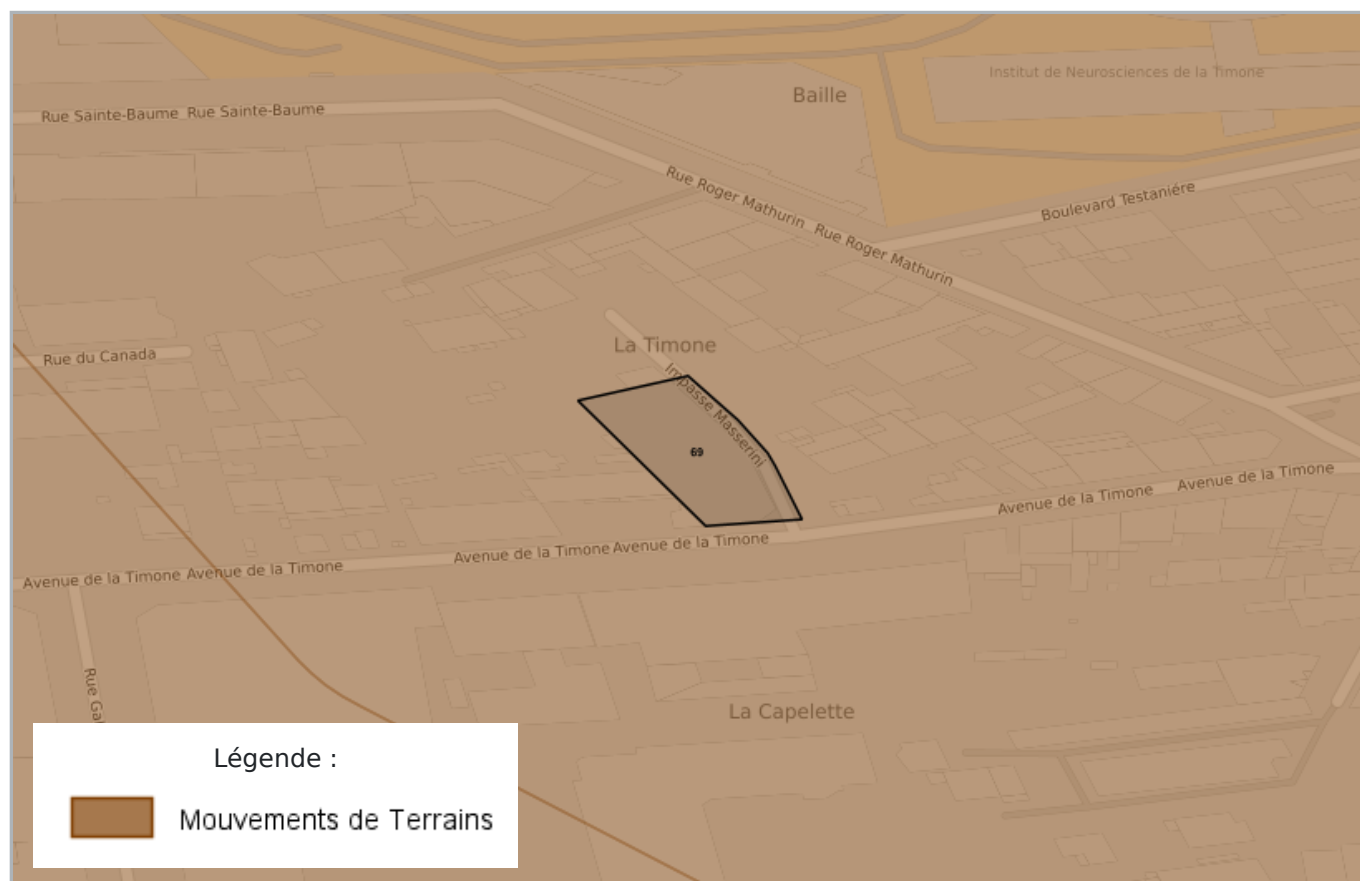 Institut de Neurosciences de la Timone
Baille
Rue Sainte-Baume Rue Sainte-Baume
Rue Roger Mathurin Rue Roger Mathurin
Boulevard Testanière
La Timone
Rue du Canada
Impasse Masserini
69
Avenue de la Timone Avenue de la Timone
Avenue de la Timone Avenue de la Timone
Avenue de la Timone Avenue de la Timone
Rue Gal
La Capelette
Légende :
Mouvements de Terrains